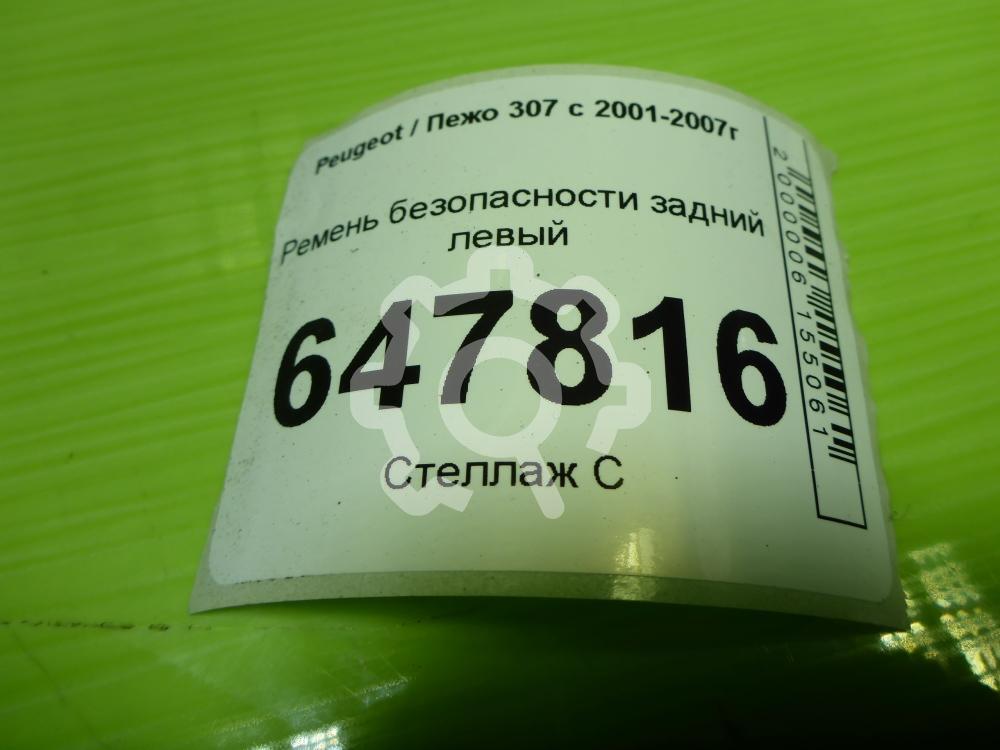 Peugeot / Пежо 307 с 2001-2007г
Ремень безопасности задний
левый
647816
Стеллаж С
2000006155061